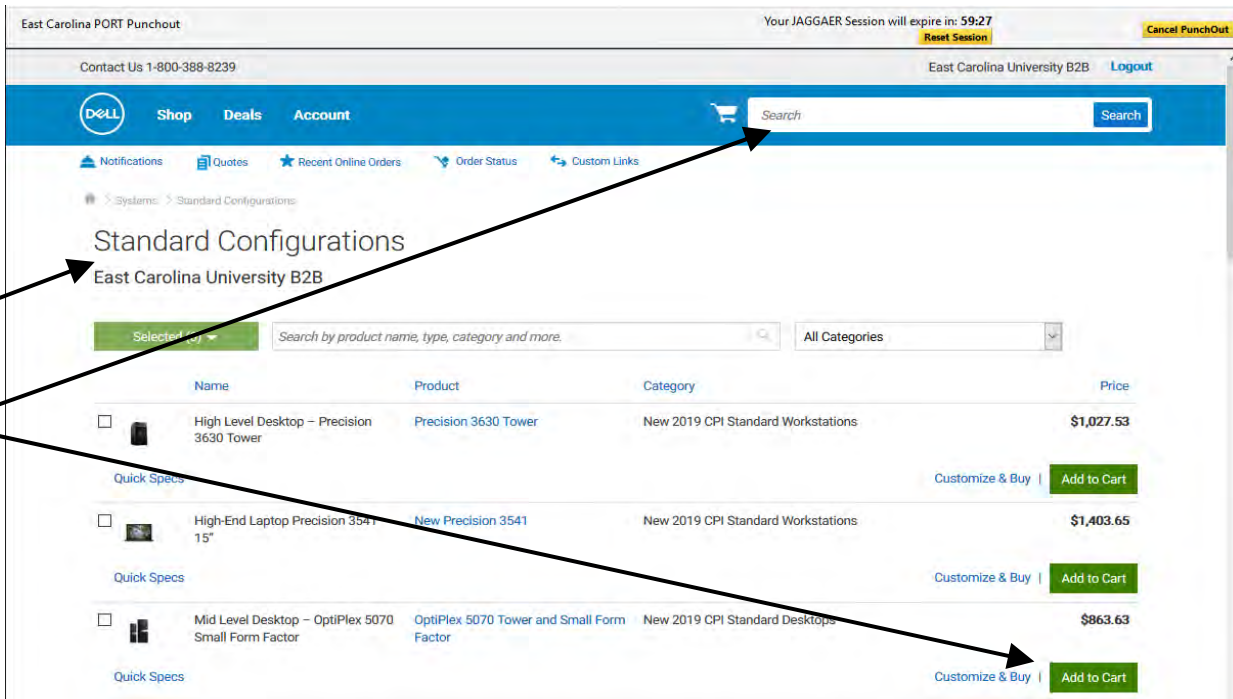 East Carolina PORT Punchout
Your JAGGAER Session will expire in: 59:27
Reset Session
Cancel PunchOut
Contact Us 1-800-388-8239
East Carolina University B2B Logout
DELL Shop Deals Account
Search
Search
Notifications Quotes Recent Online Orders Order Status Custom Links
> Systems > Standard Configurations
Standard Configurations
East Carolina University B2B
Selected
Search by product name, type, category and more.
All Categories
Name Product Category Price
High Level Desktop – Precision 3630 Tower
Precision 3630 Tower
New 2019 CPI Standard Workstations
$1,027.53
Quick Specs
Customize & Buy | Add to Cart
High-End Laptop Precision 3541 15"
New Precision 3541
New 2019 CPI Standard Workstations
$1,403.65
Quick Specs
Customize & Buy | Add to Cart
Mid Level Desktop – OptiPlex 5070 Small Form Factor
OptiPlex 5070 Tower and Small Form Factor
New 2019 CPI Standard Desktops
$863.63
Quick Specs
Customize & Buy | Add to Cart